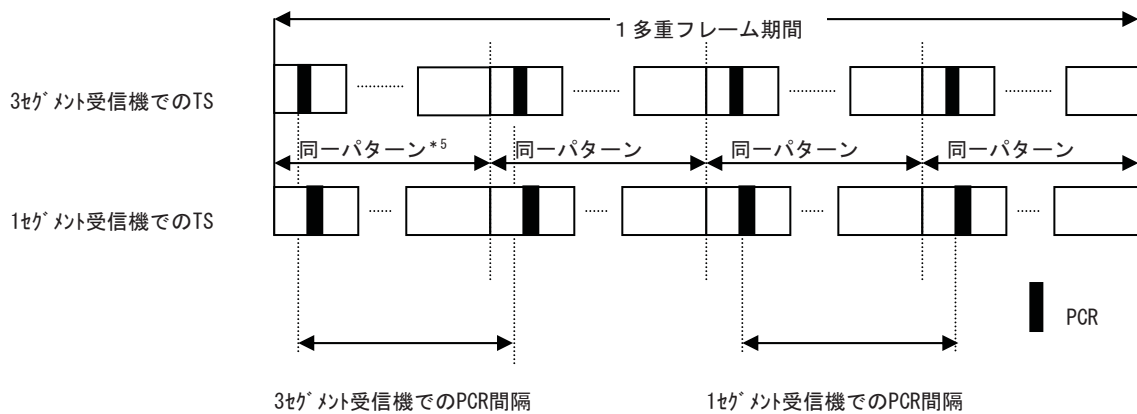 1多重フレーム期間
3ｾｸﾞﾒﾝﾄ受信機でのTS
同一パターン*5
同一パターン
同一パターン
同一パターン
1ｾｸﾞﾒﾝﾄ受信機でのTS
PCR
3ｾｸﾞﾒﾝﾄ受信機でのPCR間隔
1ｾｸﾞﾒﾝﾄ受信機でのPCR間隔